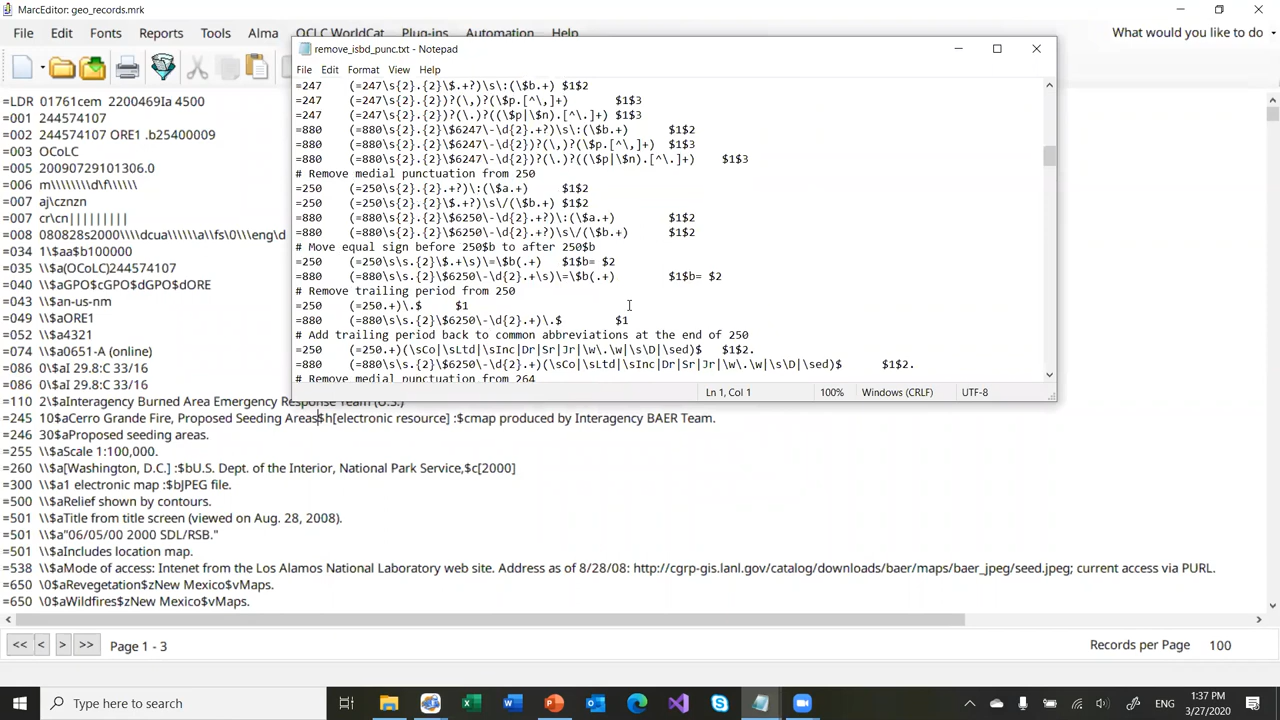 MarcEditor: geo_records.mrk
File Edit Fonts Reports Tools Alma OCLC WorldCat Plug-ins Automation Help What would you like to do
remove_isbd_punc.txt - Notepad
File Edit Format View Help
=247 (=247\s{2}.{2}\$.+?)\s\:(\$b.+) $1$2
=247 (=247\s{2}.{2})?(\,)?(\$p.[^\,]+) $1$3
=247 (=247\s{2}.{2})?(\.)?((\$p|\$n).[^\.]+) $1$3
=880 (=880\s{2}.{2}\$6247\-\d{2}.+?)\s\:(\$b.+) $1$2
=880 (=880\s{2}.{2}\$6247\-\d{2})?(\,)?(\$p.[^\,]+) $1$3
=880 (=880\s{2}.{2}\$6247\-\d{2})?(\.)?((\$p|\$n).[^\.]+) $1$3
# Remove medial punctuation from 250
=250 (=250\s{2}.{2}.+?)\:(\$a.+) $1$2
=250 (=250\s{2}.{2}\$.+?)\s\/(\$b.+) $1$2
=880 (=880\s{2}.{2}\$6250\-\d{2}.+?)\:(\$a.+) $1$2
=880 (=880\s{2}.{2}\$6250\-\d{2}.+?)\s\/(\$b.+) $1$2
# Move equal sign before 250$b to after 250$b
=250 (=250\s\s.{2}\$.+\s)\=\$b(.+) $1$b= $2
=880 (=880\s\s.{2}\$6250\-\d{2}.+\s)\=\$b(.+) $1$b= $2
# Remove trailing period from 250
=250 (=250.+)\.$ $1
=880 (=880\s\s.{2}\$6250\-\d{2}.+)\.$ $1
# Add trailing period back to common abbreviations at the end of 250
=250 (=250.+)(\sCo|\sLtd|\sInc|Dr|Sr|Jr|\w\.\w|\s\D|\sed)$ $1$2.
=880 (=880\s\s.{2}\$6250\-\d{2}.+)(\sCo|\sLtd|\sInc|Dr|Sr|Jr|\w\.\w|\s\D|\sed)$ $1$2.
# Remove medial punctuation from 264
Ln 1, Col 1 100% Windows (CRLF) UTF-8
=LDR 01761cem 2200469Ia 4500
=001 244574107
=002 244574107 ORE1 .b25400009
=003 OCoLC
=005 20090729101306.0
=006 m\\\\\\\\d\f\\\\\\
=007 aj\cznzn
=007 cr\cn|||||||||
=008 080828s2000\\\\dcua\\\\\\a\\fs\0\\\eng\d
=034 1\$aa$b100000
=035 \\$a(OCoLC)244574107
=040 \\$aGPO$cGPO$dGPO$dORE
=043 \\$an-us-nm
=049 \\$aORE1
=052 \\$a4321
=074 \\$a0651-A (online)
=086 0\$aI 29.8:C 33/16
=086 0\$aI 29.8:C 33/16
=110 2\$aInteragency Burned Area Emergency Response Team (U.S.)
=245 10$aCerro Grande Fire, Proposed Seeding Areas$h[electronic resource] :$cmap produced by Interagency BAER Team.
=246 30$aProposed seeding areas.
=255 \\$aScale 1:100,000.
=260 \\$a[Washington, D.C.] :$bU.S. Dept. of the Interior, National Park Service,$c[2000]
=300 \\$a1 electronic map :$bJPEG file.
=500 \\$aRelief shown by contours.
=501 \\$aTitle from title screen (viewed on Aug. 28, 2008).
=501 \\$a"06/05/00 2000 SDL/RSB."
=501 \\$aIncludes location map.
=538 \\$aMode of access: Intenet from the Los Alamos National Laboratory web site. Address as of 8/28/08: http://cgrp-gis.lanl.gov/catalog/downloads/baer/maps/baer_jpeg/seed.jpeg; current access via PURL.
=650 \0$aRevegetation$zNew Mexico$vMaps.
=650 \0$aWildfires$zNew Mexico$vMaps.
<< < > >> Page 1 - 3 Records per Page 100
Type here to search ENG 1:37 PM
3/27/2020